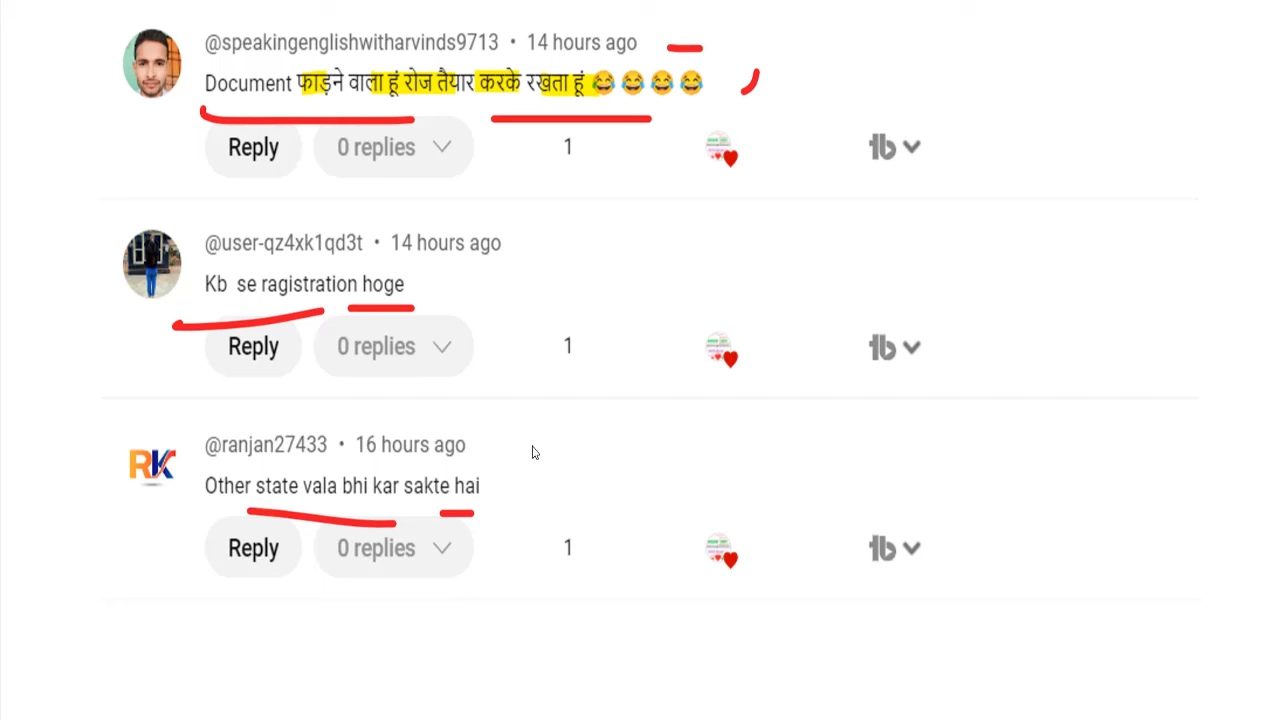 @speakingenglishwitharvinds9713 • 14 hours ago
Document फाड़ने वाला हूं रोज तैयार करके रखता हूं 😂😂😂😂
Reply 0 replies 1
@user-qz4xk1qd3t • 14 hours ago
Kb se ragistration hoge
Reply 0 replies 1
RK @ranjan27433 • 16 hours ago
Other state vala bhi kar sakte hai
Reply 0 replies 1